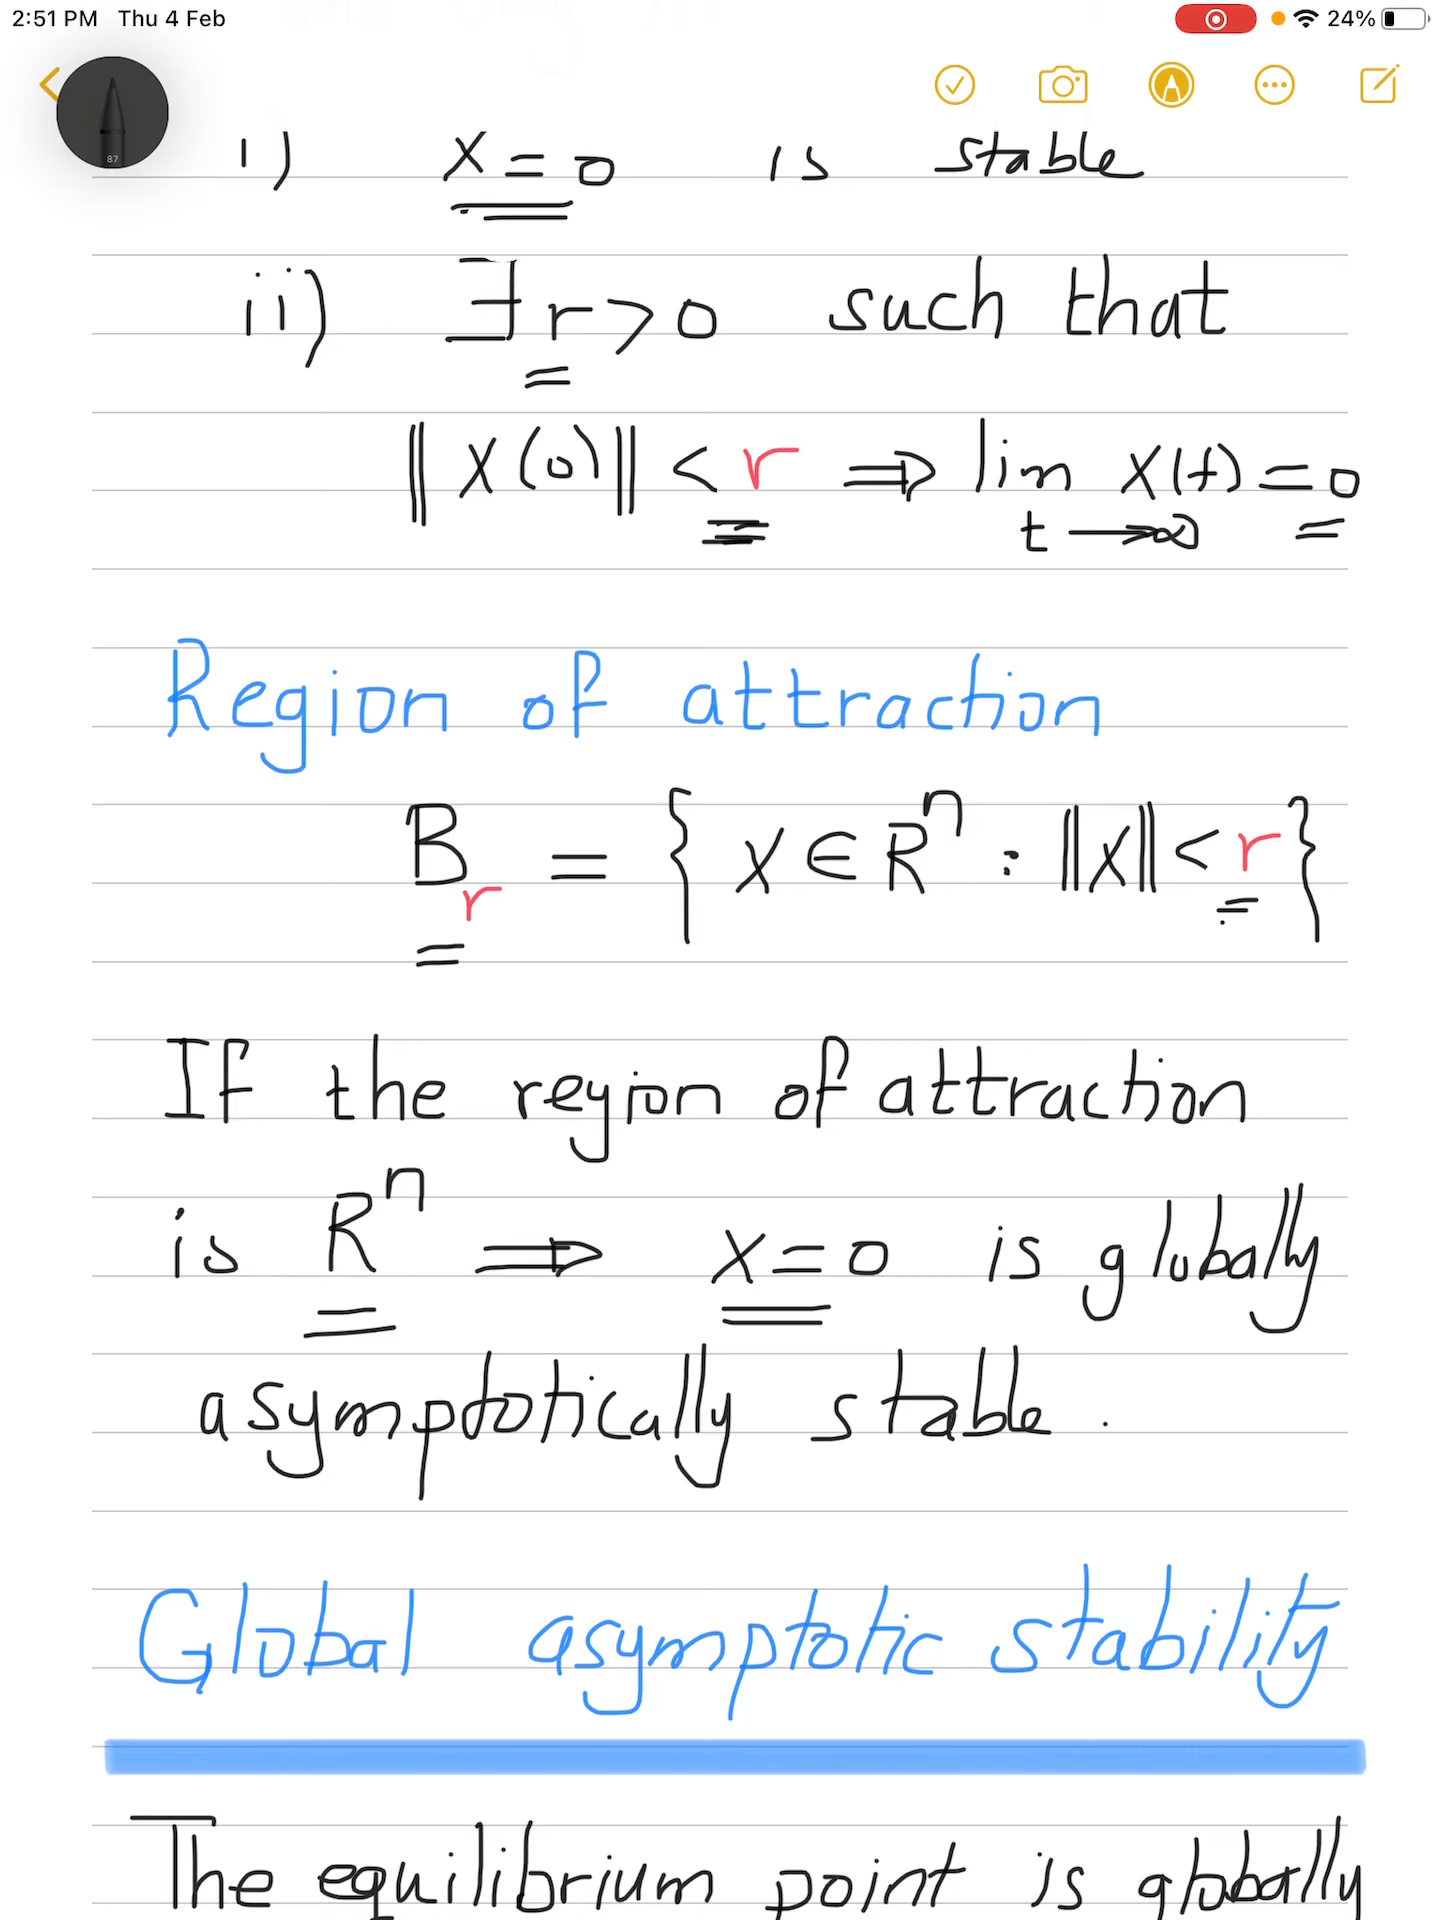 2:51 PM Thu 4 Feb 24%
87
i) x = 0 is stable
ii) ∃ r > 0 such that
‖x(0)‖ < r ⇒ lim x(t) = 0
t → ∞
Region of attraction
B_r = { x ∈ R^n : ‖x‖ < r }
If the region of attraction
is R^n ⇒ x = 0 is globally
asymptotically stable.
Global asymptotic stability
The equilibrium point is globally